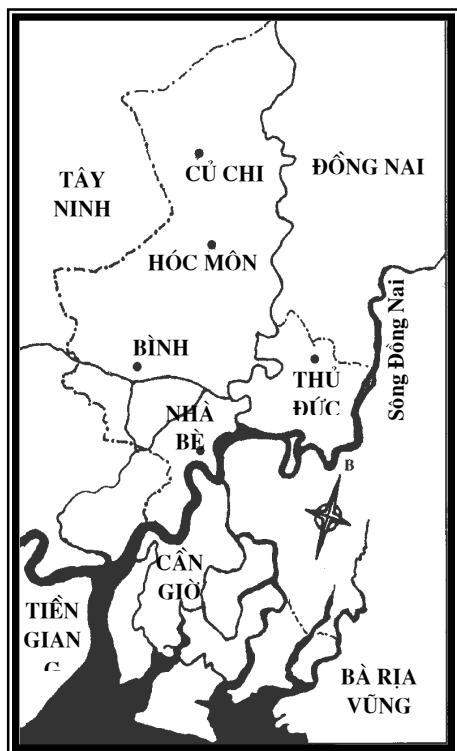 CỦ CHI
ĐỒNG NAI
TÂY
NINH
HÓC MÔN
Sông Đồng Nai
BÌNH
THỦ
ĐỨC
NHÀ
BÈ
B
CẦN
GIỜ
TIỀN
GIAN
G
BÀ RỊA
VŨNG